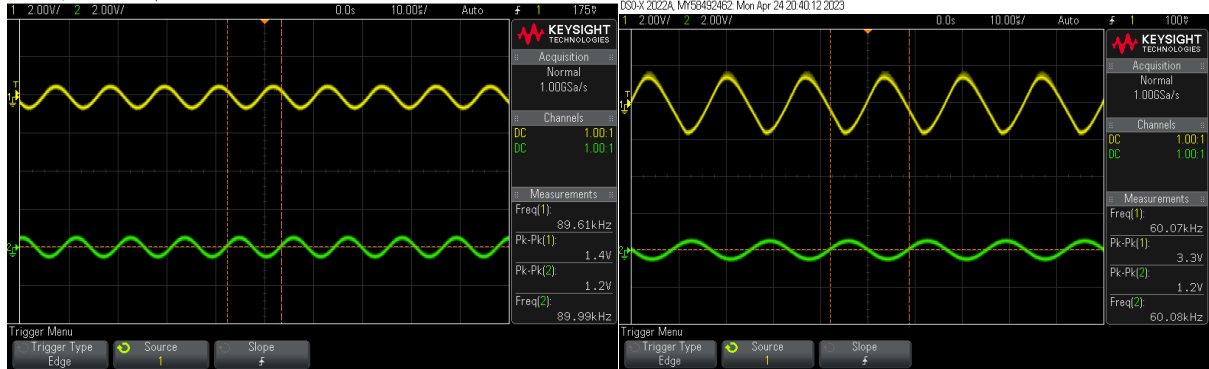 1 2.00V/ 2 2.00V/ 0.0s 10.00%/ Auto 1 175
KEYSIGHT
TECHNOLOGIES
Acquisition
Normal
1.00GSa/s
Channels
DC 1.00:1
DC 1.00:1
Measurements
Freq(1):
89.61kHz
Pk-Pk(1):
1.4V
Pk-Pk(2):
1.2V
Freq(2):
89.99kHz
T
1
2
Trigger Menu
Trigger Type
Edge
Source
1
Slope
DSO-X 2022A, MY58492462: Mon Apr 24 20:40:12 2023
1 2.00V/ 2 2.00V/ 0.0s 10.00%/ Auto 1 100
KEYSIGHT
TECHNOLOGIES
Acquisition
Normal
1.00GSa/s
Channels
DC 1.00:1
DC 1.00:1
Measurements
Freq(1):
60.07kHz
Pk-Pk(1):
3.3V
Pk-Pk(2):
1.2V
Freq(2):
60.08kHz
T
1
2
Trigger Menu
Trigger Type
Edge
Source
1
Slope